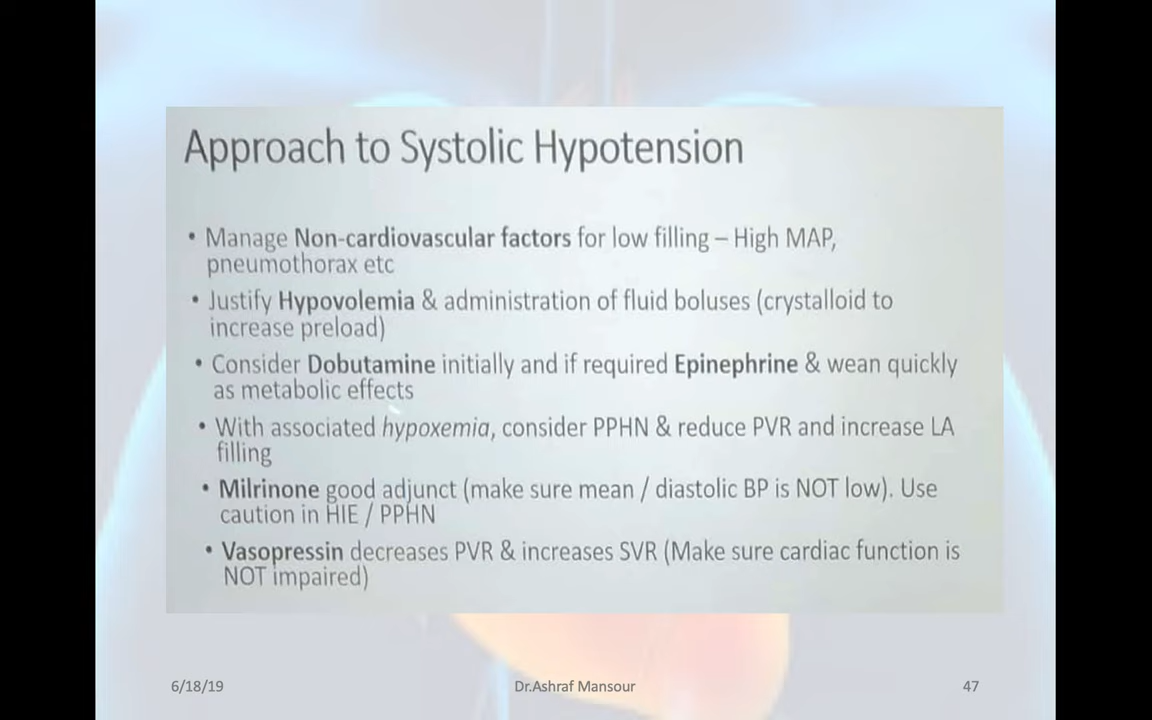 Approach to Systolic Hypotension
• Manage Non-cardiovascular factors for low filling – High MAP,
pneumothorax etc
• Justify Hypovolemia & administration of fluid boluses (crystalloid to
increase preload)
• Consider Dobutamine initially and if required Epinephrine & wean quickly
as metabolic effects
• With associated hypoxemia, consider PPHN & reduce PVR and increase LA
filling
• Milrinone good adjunct (make sure mean / diastolic BP is NOT low). Use
caution in HIE / PPHN
• Vasopressin decreases PVR & increases SVR (Make sure cardiac function is
NOT impaired)
6/18/19
Dr.Ashraf Mansour
47